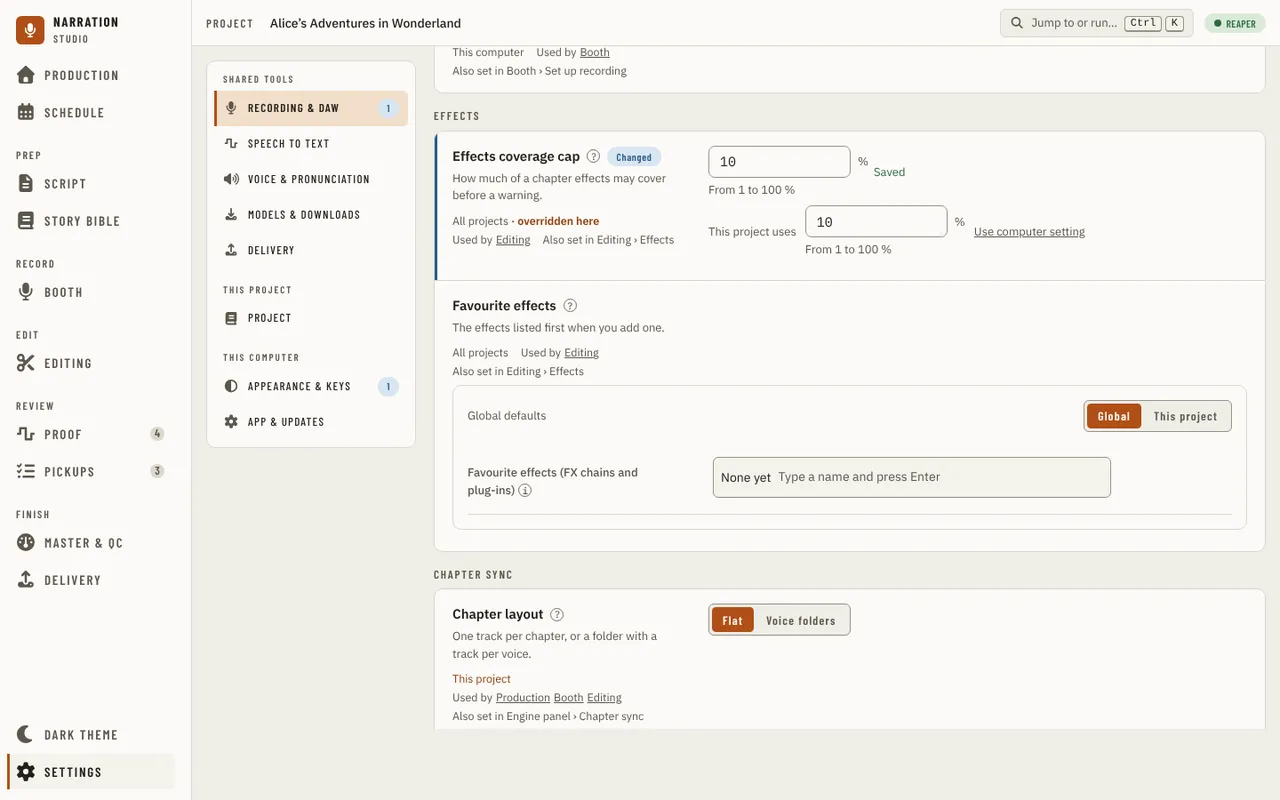 NARRATION
STUDIO
PRODUCTION
SCHEDULE
PREP
SCRIPT
STORY BIBLE
RECORD
BOOTH
EDIT
EDITING
REVIEW
PROOF 4
PICKUPS 3
FINISH
MASTER & QC
DELIVERY
DARK THEME
SETTINGS
PROJECT Alice's Adventures in Wonderland
Jump to or run... Ctrl K
REAPER
SHARED TOOLS
RECORDING & DAW 1
SPEECH TO TEXT
VOICE & PRONUNCIATION
MODELS & DOWNLOADS
DELIVERY
THIS PROJECT
PROJECT
THIS COMPUTER
APPEARANCE & KEYS 1
APP & UPDATES
This computer Used by Booth
Also set in Booth › Set up recording
EFFECTS
Effects coverage cap ? Changed
How much of a chapter effects may cover
before a warning.
All projects · overridden here
Used by Editing Also set in Editing › Effects
10 % Saved
From 1 to 100 %
This project uses 10 % Use computer setting
From 1 to 100 %
Favourite effects ?
The effects listed first when you add one.
All projects Used by Editing
Also set in Editing › Effects
Global defaults Global This project
Favourite effects (FX chains and
plug-ins) i
None yet Type a name and press Enter
CHAPTER SYNC
Chapter layout ?
One track per chapter, or a folder with a
track per voice.
This project
Used by Production Booth Editing
Also set in Engine panel › Chapter sync
Flat Voice folders